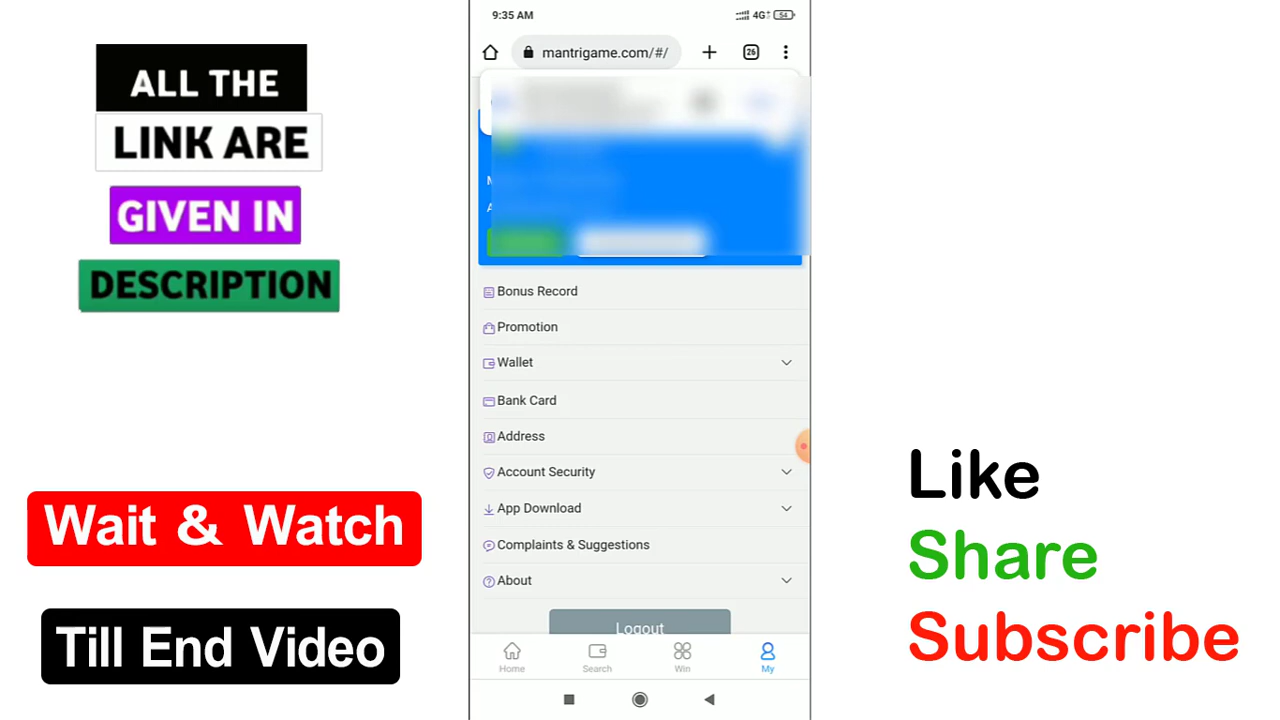 ALL THE
LINK ARE
GIVEN IN
DESCRIPTION
Wait & Watch
Till End Video
9:35 AM
4G+
54
mantrigame.com/#/
26
Bonus Record
Promotion
Wallet
Bank Card
Address
Account Security
App Download
Complaints & Suggestions
About
Logout
Home
Search
Win
My
Like
Share
Subscribe